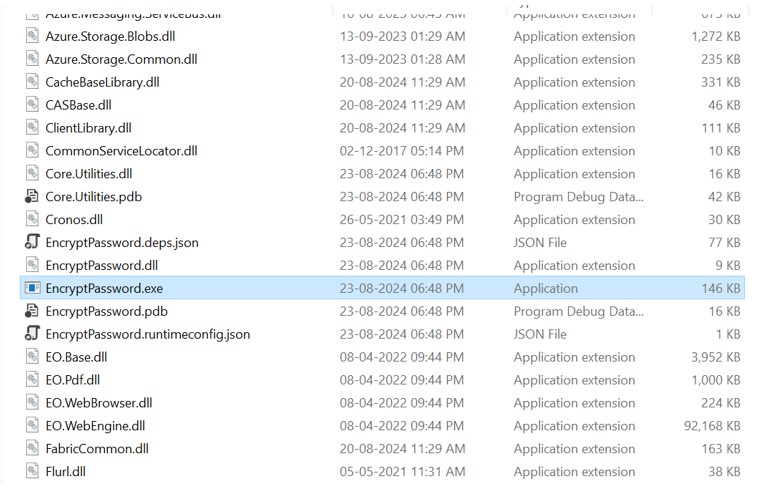 Azure.Messaging.ServiceBus.dll 16-08-2023 06:45 AM Application extension 675 KB
Azure.Storage.Blobs.dll 13-09-2023 01:29 AM Application extension 1,272 KB
Azure.Storage.Common.dll 13-09-2023 01:28 AM Application extension 235 KB
CacheBaseLibrary.dll 20-08-2024 11:29 AM Application extension 331 KB
CASBase.dll 20-08-2024 11:29 AM Application extension 46 KB
ClientLibrary.dll 20-08-2024 11:29 AM Application extension 111 KB
CommonServiceLocator.dll 02-12-2017 05:14 PM Application extension 10 KB
Core.Utilities.dll 23-08-2024 06:48 PM Application extension 16 KB
Core.Utilities.pdb 23-08-2024 06:48 PM Program Debug Data... 42 KB
Cronos.dll 26-05-2021 03:49 PM Application extension 30 KB
EncryptPassword.deps.json 23-08-2024 06:48 PM JSON File 77 KB
EncryptPassword.dll 23-08-2024 06:48 PM Application extension 9 KB
EncryptPassword.exe 23-08-2024 06:48 PM Application 146 KB
EncryptPassword.pdb 23-08-2024 06:48 PM Program Debug Data... 16 KB
EncryptPassword.runtimeconfig.json 23-08-2024 06:48 PM JSON File 1 KB
EO.Base.dll 08-04-2022 09:44 PM Application extension 3,952 KB
EO.Pdf.dll 08-04-2022 09:44 PM Application extension 1,000 KB
EO.WebBrowser.dll 08-04-2022 09:44 PM Application extension 224 KB
EO.WebEngine.dll 08-04-2022 09:44 PM Application extension 92,168 KB
FabricCommon.dll 20-08-2024 11:29 AM Application extension 163 KB
Flurl.dll 05-05-2021 11:31 AM Application extension 38 KB